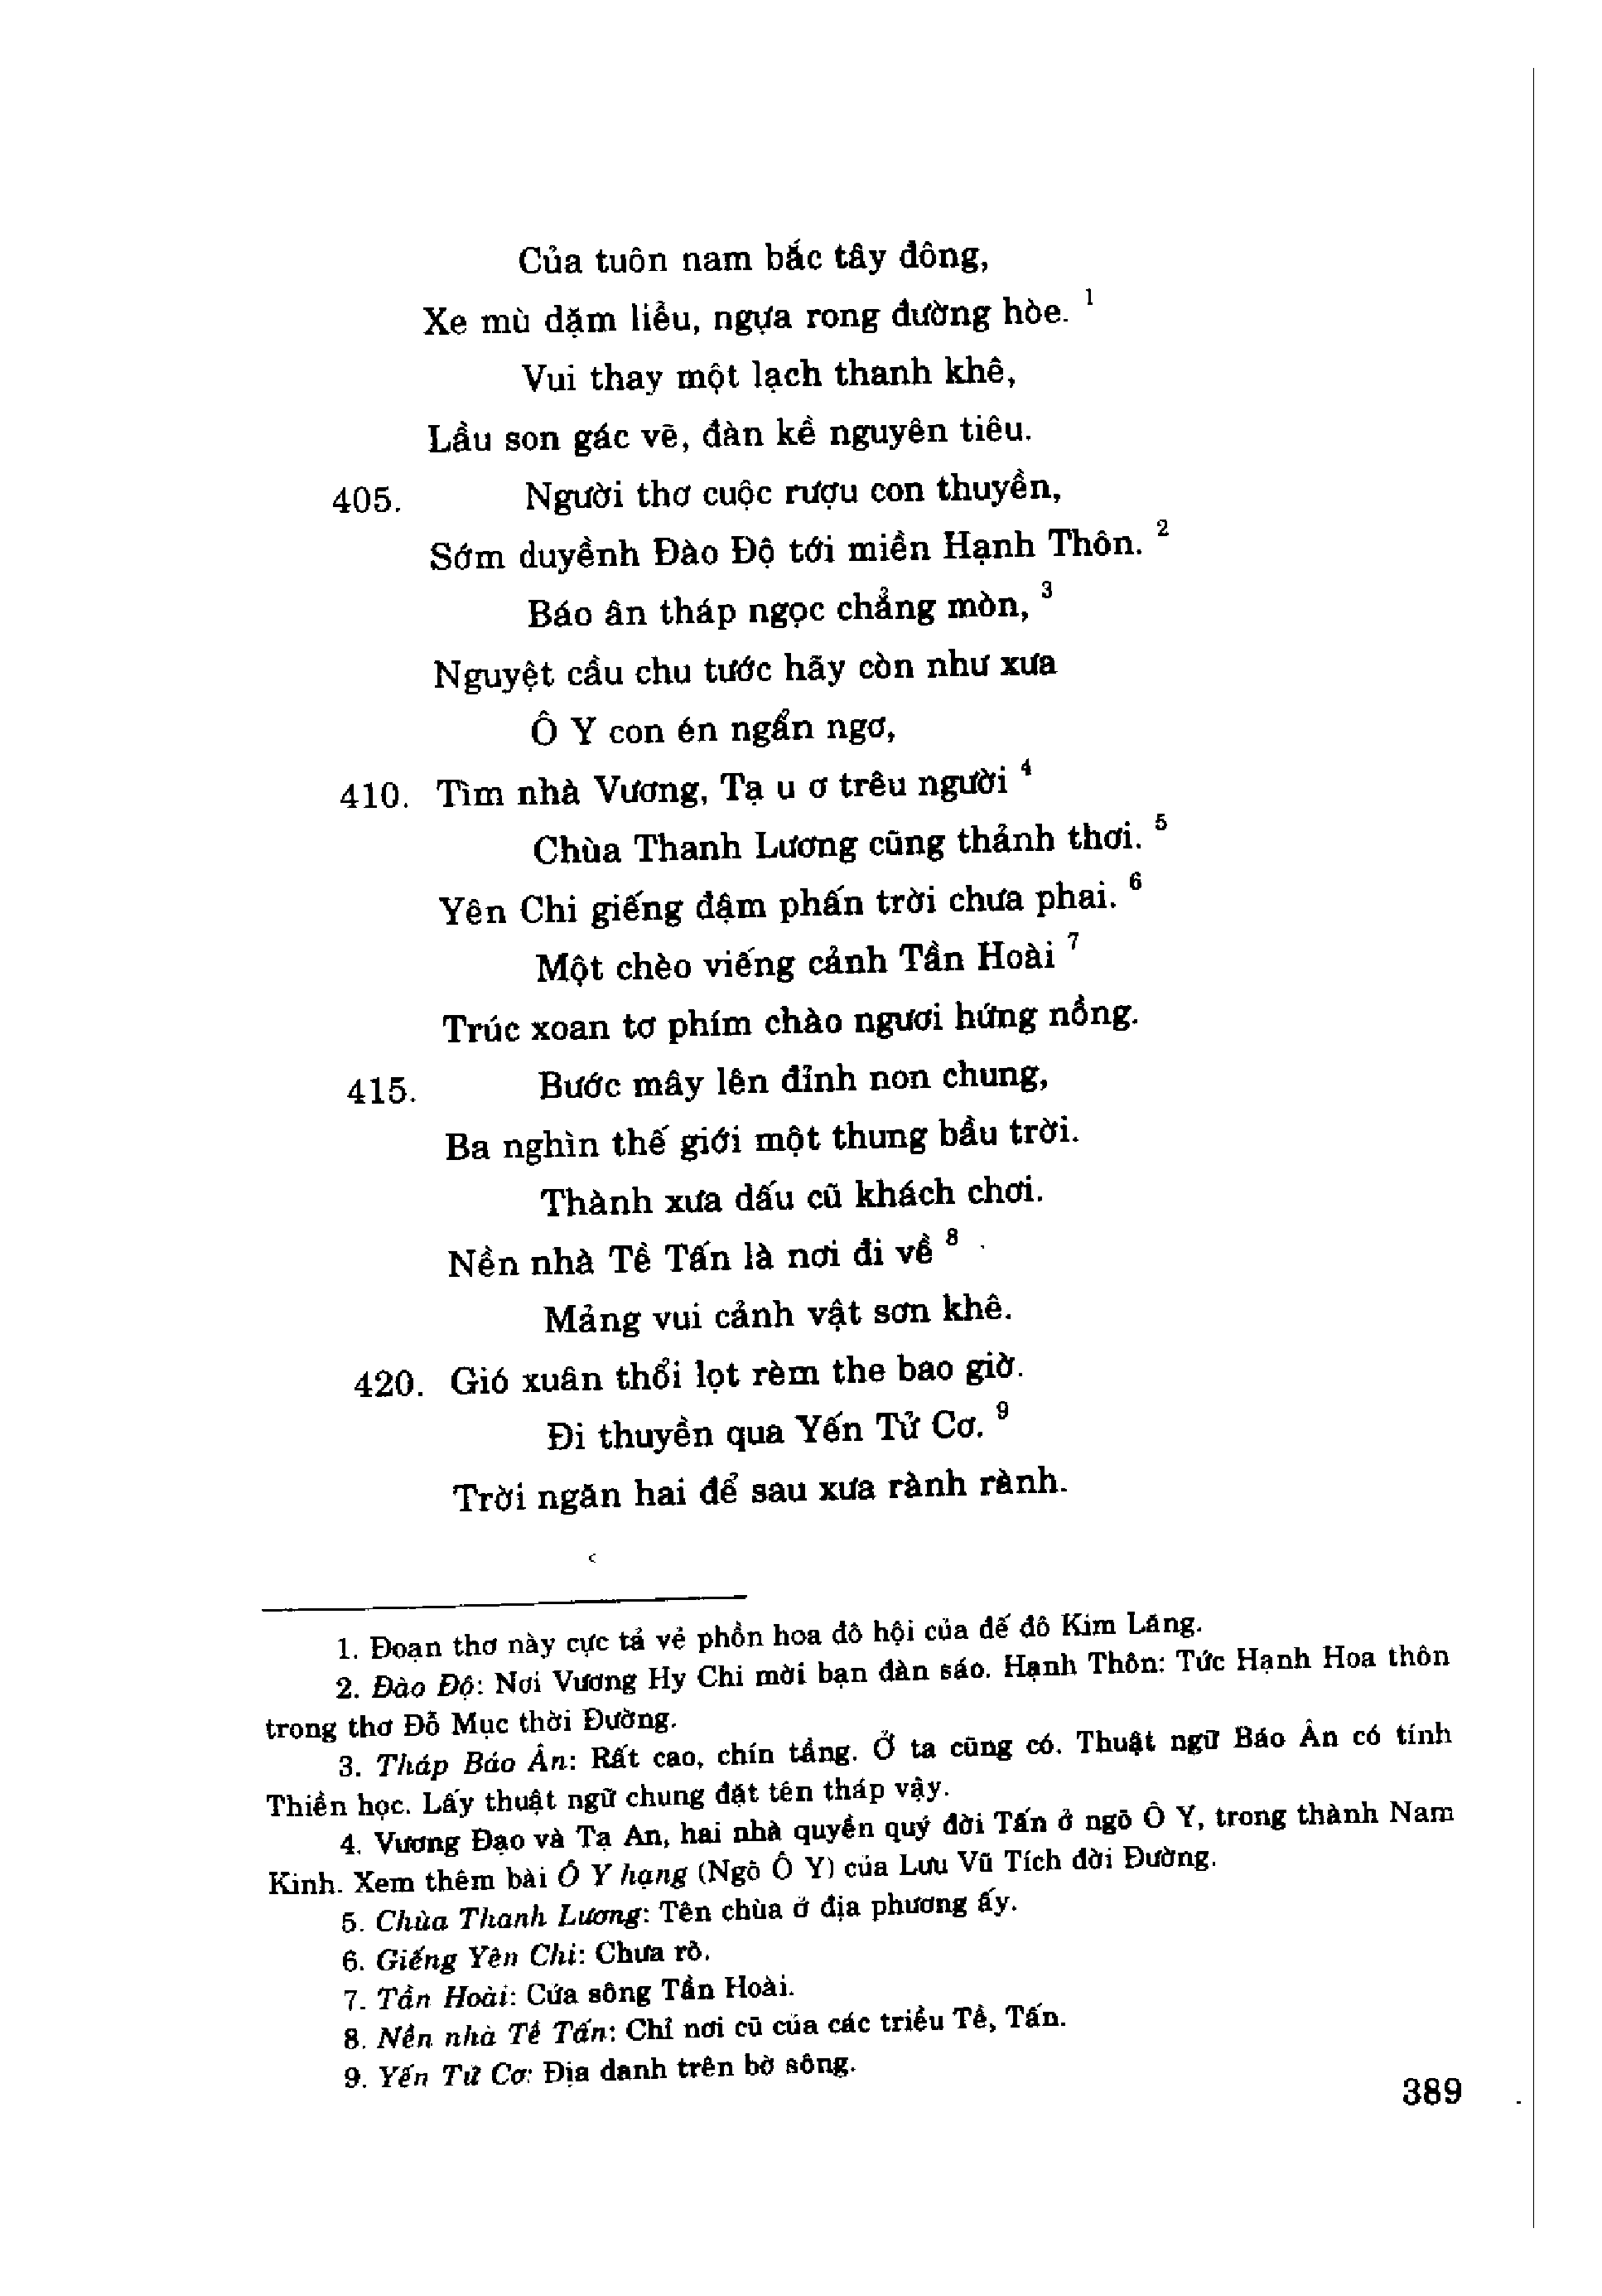 Của tuôn nam bắc tây đông,
Xe mù dặm liễu, ngựa rong đường hòe. 1
Vui thay một lạch thanh khê,
Lầu son gác vẽ, đàn kề nguyên tiêu.
405. Người thơ cuộc rượu con thuyền,
Sớm duyềnh Đào Độ tới miền Hạnh Thôn. 2
Báo ân tháp ngọc chẳng mòn, 3
Nguyệt cầu chu tước hãy còn như xưa
Ô Y con én ngẩn ngơ,
410. Tìm nhà Vương, Tạ u ơ trêu người 4
Chùa Thanh Lương cũng thảnh thơi. 5
Yên Chi giếng đậm phấn trời chưa phai. 6
Một chèo viếng cảnh Tần Hoài 7
Trúc xoan tơ phím chào ngươi hứng nồng.
415. Bước mây lên đỉnh non chung,
Ba nghìn thế giới một thung bầu trời.
Thành xưa dấu cũ khách chơi.
Nền nhà Tề Tấn là nơi đi về 8
Mảng vui cảnh vật sơn khê.
420. Gió xuân thổi lọt rèm the bao giờ.
Đi thuyền qua Yến Tử Cơ. 9
Trời ngăn hai để sau xưa rành rành.
1. Đoạn thơ này cực tả vẻ phồn hoa đô hội của đế đô Kim Lăng.
2. Đào Độ: Nơi Vương Hy Chi mời bạn đàn sáo. Hạnh Thôn: Tức Hạnh Hoa thôn
trong thơ Đỗ Mục thời Đường.
3. Tháp Báo Ân: Rất cao, chín tầng. Ở ta cũng có. Thuật ngữ Báo Ân có tính
Thiền học. Lấy thuật ngữ chung đặt tên tháp vậy.
4. Vương Đạo và Tạ An, hai nhà quyền quý đời Tấn ở ngõ Ô Y, trong thành Nam
Kinh. Xem thêm bài Ô Y hạng (Ngõ Ô Y) của Lưu Vũ Tích đời Đường.
5. Chùa Thanh Lương: Tên chùa ở địa phương ấy.
6. Giếng Yên Chi: Chưa rõ.
7. Tần Hoài: Cửa sông Tần Hoài.
8. Nền nhà Tề Tấn: Chỉ nơi cũ của các triều Tề, Tấn.
9. Yến Tử Cơ: Địa danh trên bờ sông.
389